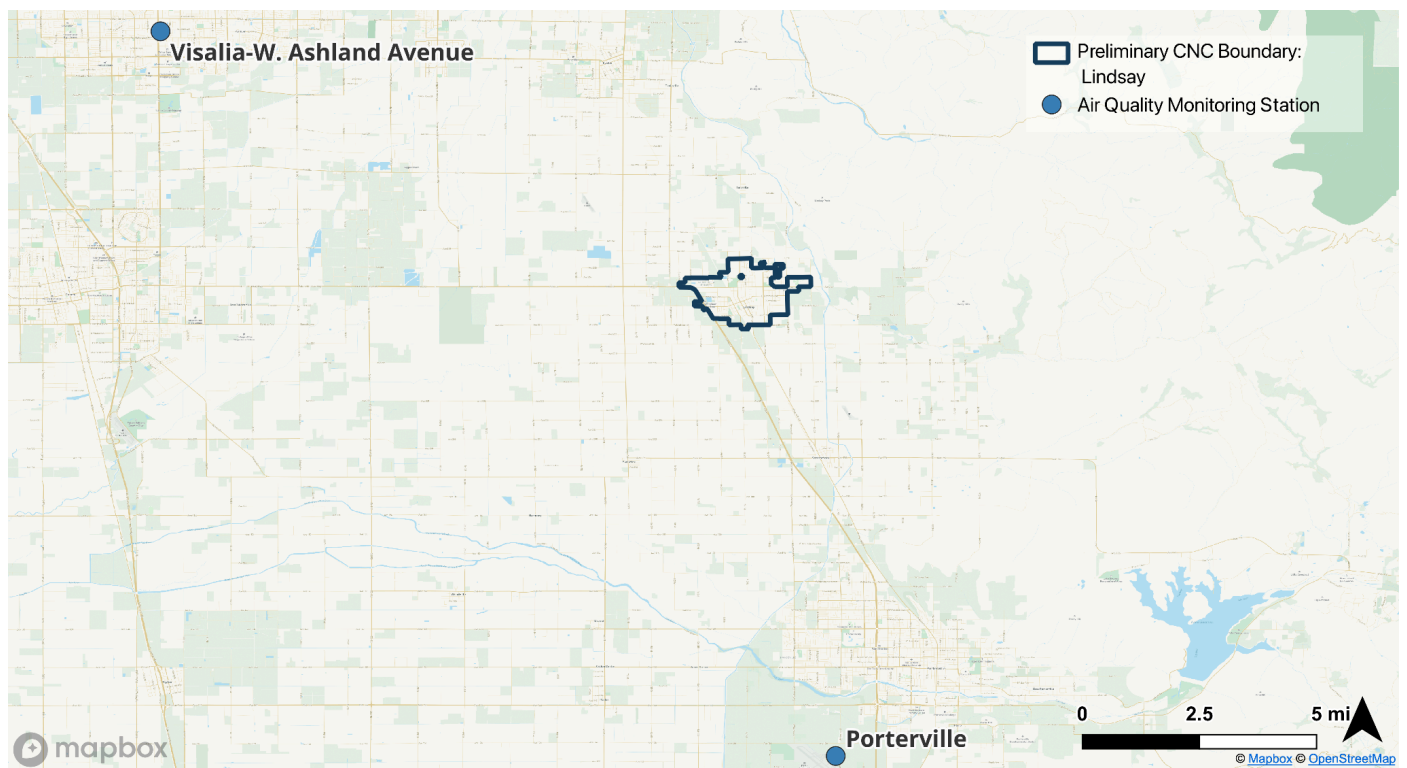 Visalia-W. Ashland Avenue
Preliminary CNC Boundary:
Lindsay
Air Quality Monitoring Station
Porterville
0 2.5 5 mi
mapbox
© Mapbox © OpenStreetMap